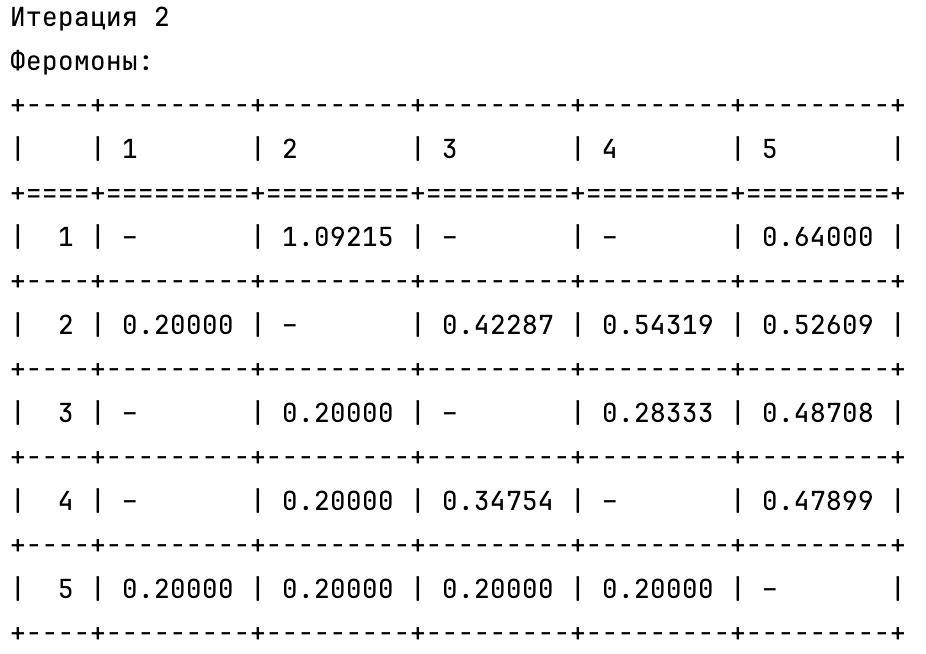 Итерация 2
Феромоны:
+----+---------+---------+---------+---------+---------+
|    | 1       | 2       | 3       | 4       | 5       |
+====+=========+=========+=========+=========+=========+
|  1 | -       | 1.09215 | -       | -       | 0.64000 |
+----+---------+---------+---------+---------+---------+
|  2 | 0.20000 | -       | 0.42287 | 0.54319 | 0.52609 |
+----+---------+---------+---------+---------+---------+
|  3 | -       | 0.20000 | -       | 0.28333 | 0.48708 |
+----+---------+---------+---------+---------+---------+
|  4 | -       | 0.20000 | 0.34754 | -       | 0.47899 |
+----+---------+---------+---------+---------+---------+
|  5 | 0.20000 | 0.20000 | 0.20000 | 0.20000 | -       |
+----+---------+---------+---------+---------+---------+